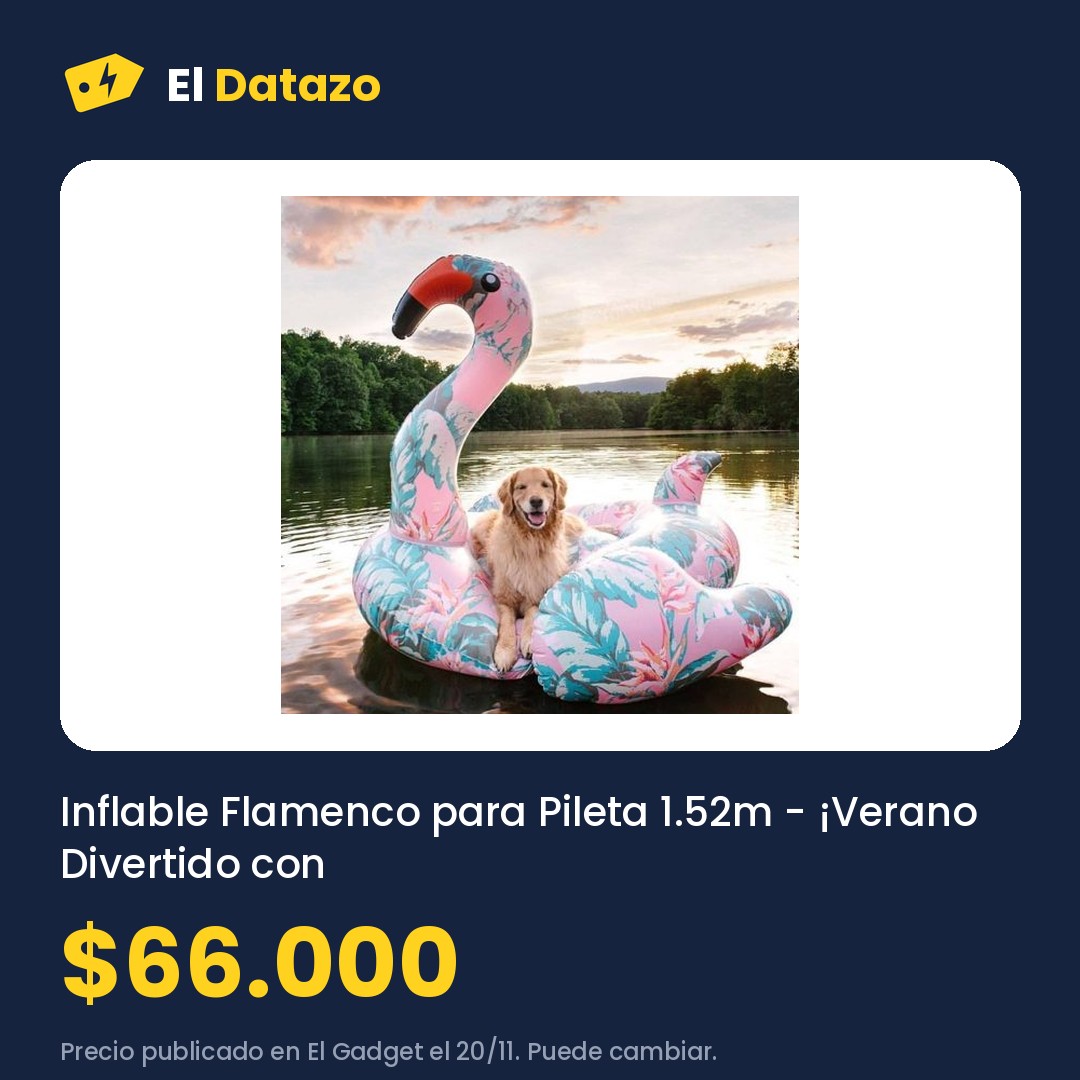 El Datazo
Inflable Flamenco para Pileta 1.52m - ¡Verano
Divertido con
$66.000
Precio publicado en El Gadget el 20/11. Puede cambiar.